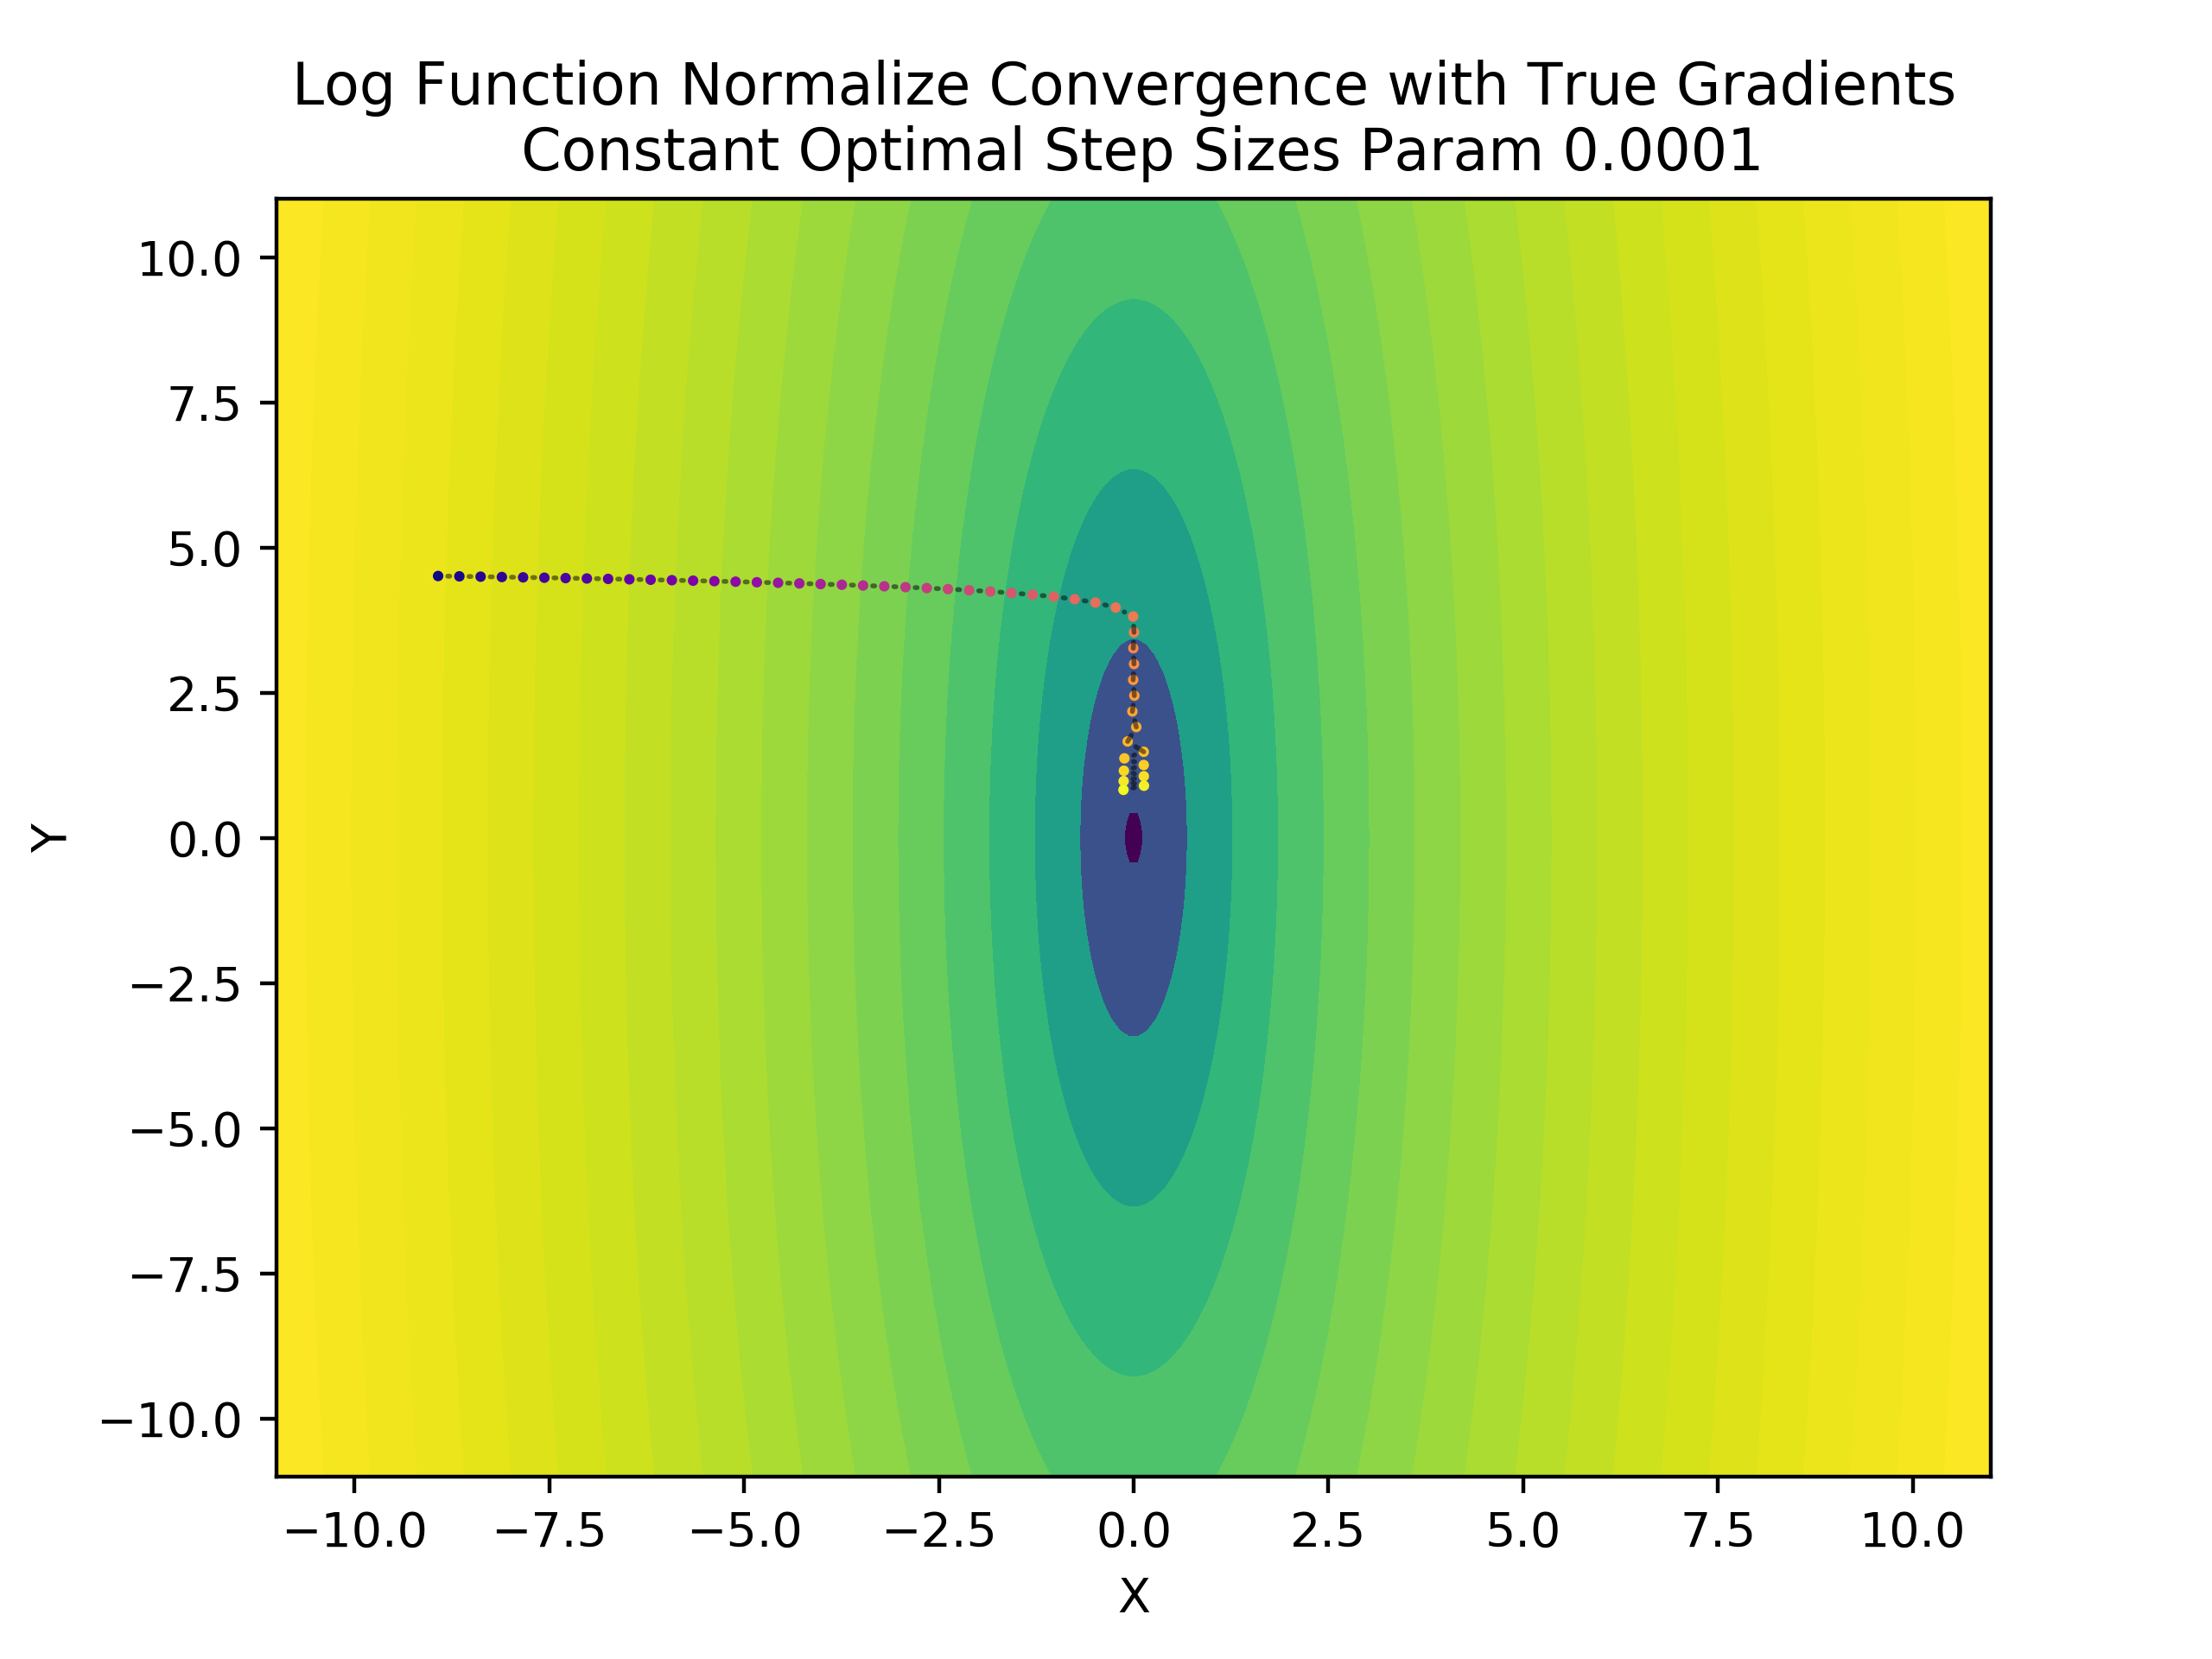 Log Function Normalize Convergence with True Gradients
Constant Optimal Step Sizes Param 0.0001
10.0
7.5
5.0
2.5
0.0
−2.5
−5.0
−7.5
−10.0
Y
−10.0 −7.5 −5.0 −2.5 0.0 2.5 5.0 7.5 10.0
X